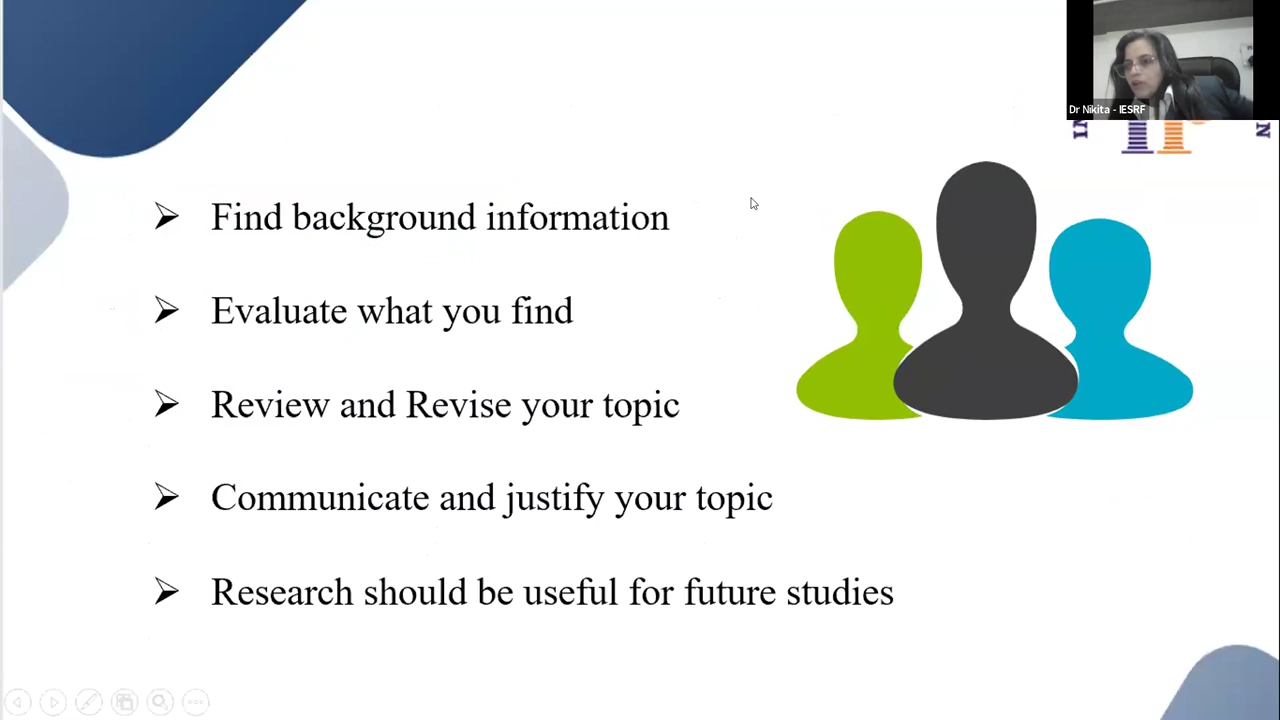 Dr Nikita - IESRF
Find background information
Evaluate what you find
Review and Revise your topic
Communicate and justify your topic
Research should be useful for future studies